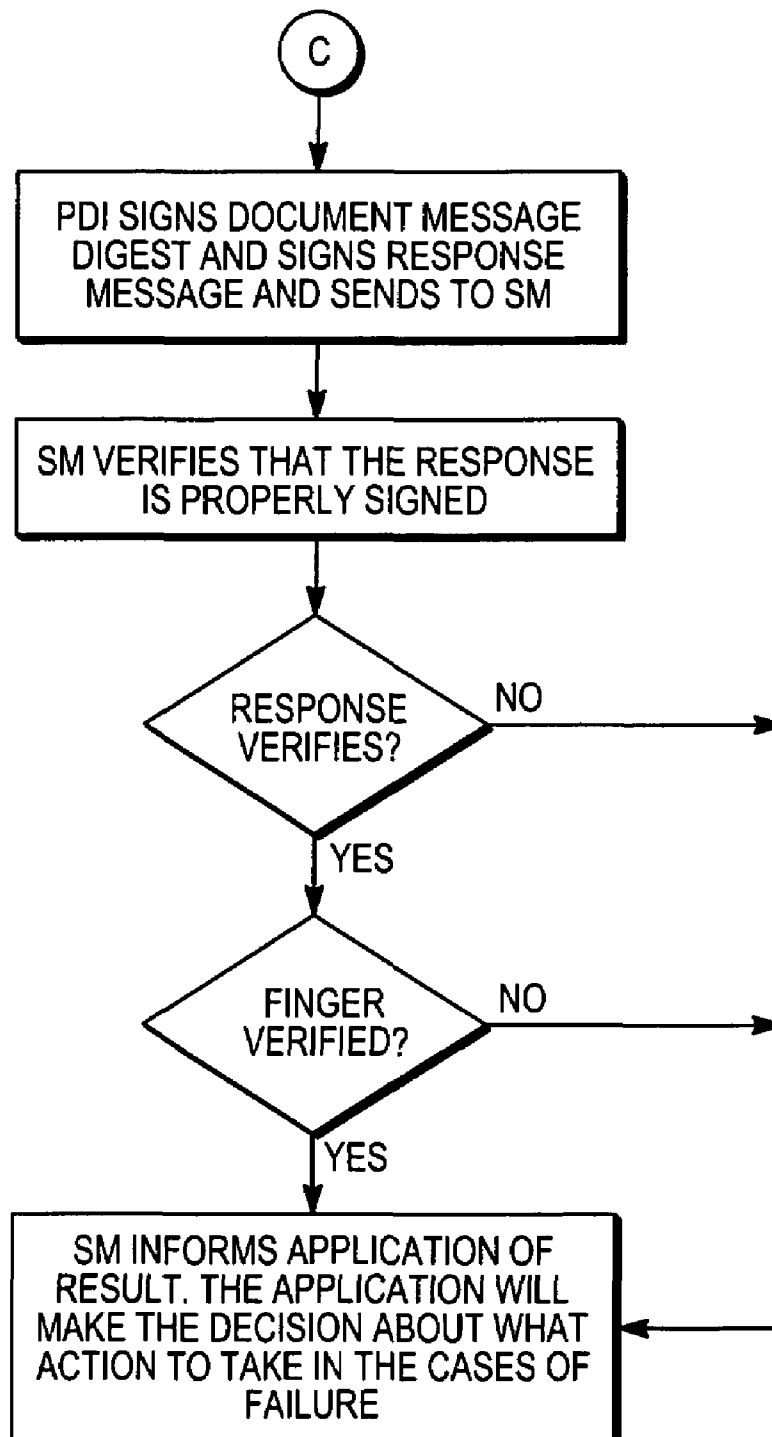 C
PDI SIGNS DOCUMENT MESSAGE
DIGEST AND SIGNS RESPONSE
MESSAGE AND SENDS TO SM
SM VERIFIES THAT THE RESPONSE
IS PROPERLY SIGNED
RESPONSE
VERIFIES?
NO
YES
FINGER
VERIFIED?
NO
YES
SM INFORMS APPLICATION OF
RESULT. THE APPLICATION WILL
MAKE THE DECISION ABOUT WHAT
ACTION TO TAKE IN THE CASES OF
FAILURE